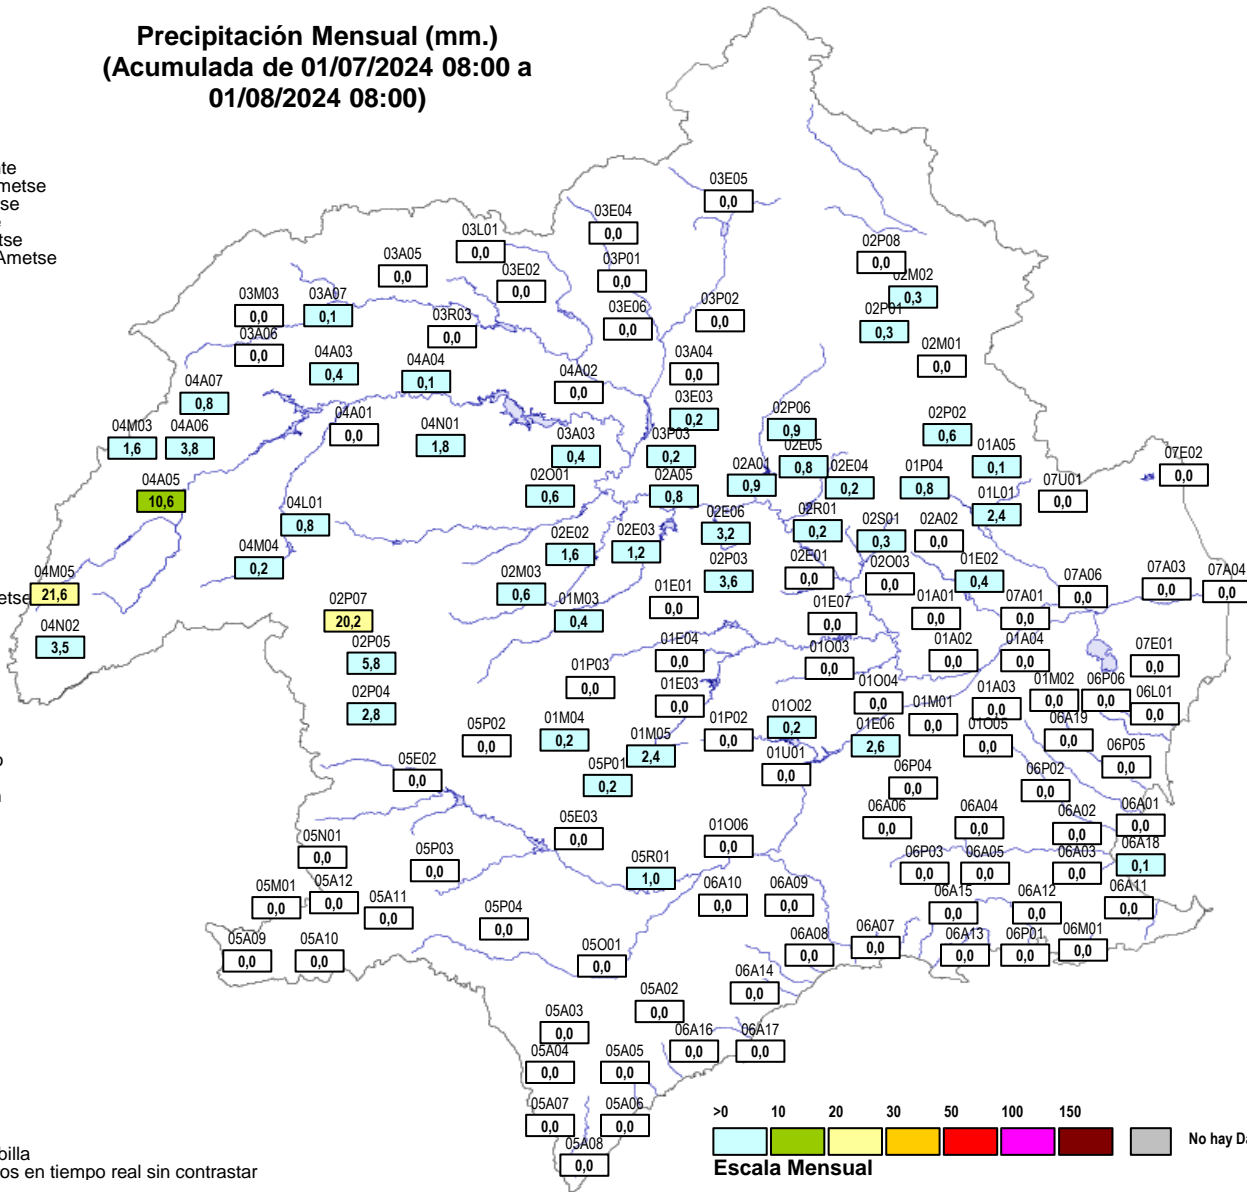 Precipitación Mensual (mm.)
(Acumulada de 01/07/2024 08:00 a
01/08/2024 08:00)
03E05
0,0
03E04
0,0
03L01
0,0
03A05
0,0
03P01
0,0
03E02
0,0
02P08
0,0
02M02
0,3
03M03
0,0
03A07
0,1
03R03
0,0
03E06
0,0
03P02
0,0
02P01
0,3
03A06
0,0
04A03
0,4
04A04
0,1
04A02
0,0
03A04
0,0
02M01
0,0
04A07
0,8
03E03
0,2
04M03
1,6
04A06
3,8
04A01
0,0
04N01
1,8
03A03
0,4
03P03
0,2
02P06
0,9
02P02
0,6
02E05
0,8
01A05
0,1
07E02
0,0
04A05
10,6
02O01
0,6
02A05
0,8
02A01
0,9
02E04
0,2
01P04
0,8
07U01
0,0
01L01
2,4
04L01
0,8
02E02
1,6
02E03
1,2
02E06
3,2
02R01
0,2
02S01
0,3
02A02
0,0
04M04
0,2
04M05
21,6
02M03
0,6
02P03
3,6
02E01
0,0
02O03
0,0
01E02
0,4
07A06
0,0
07A03
0,0
07A04
0,0
02P07
20,2
01M03
0,4
01E01
0,0
01E07
0,0
01A01
0,0
07A01
0,0
04N02
3,5
02P05
5,8
01E04
0,0
01O03
0,0
01A02
0,0
01A04
0,0
07E01
0,0
01P03
0,0
02P04
2,8
01E03
0,0
01O04
0,0
01A03
0,0
01M02
0,0
06P06
0,0
06L01
0,0
05P02
0,0
01M04
0,2
01M05
2,4
01P02
0,0
01O02
0,2
01E06
2,6
01M01
0,0
01O05
0,0
06A19
0,0
05E02
0,0
05P01
0,2
01U01
0,0
06P04
0,0
06P02
0,0
06P05
0,0
05E03
0,0
01O06
0,0
06A06
0,0
06A04
0,0
06A02
0,0
06A01
0,0
05N01
0,0
05P03
0,0
05R01
1,0
06P03
0,0
06A05
0,0
06A03
0,0
06A18
0,1
05M01
0,0
05A12
0,0
05A11
0,0
05P04
0,0
06A10
0,0
06A09
0,0
06A15
0,0
06A12
0,0
06A11
0,0
05A09
0,0
05A10
0,0
05O01
0,0
06A08
0,0
06A07
0,0
06A13
0,0
06P01
0,0
06M01
0,0
05A02
0,0
06A14
0,0
05A03
0,0
06A16
0,0
06A17
0,0
05A04
0,0
05A05
0,0
05A07
0,0
05A06
0,0
05A08
0,0
>0 10 20 30 50 100 150
No hay Da
Escala Mensual
nte
metse
tse
tse
Ametse
etse
billa
os en tiempo real sin contrastar